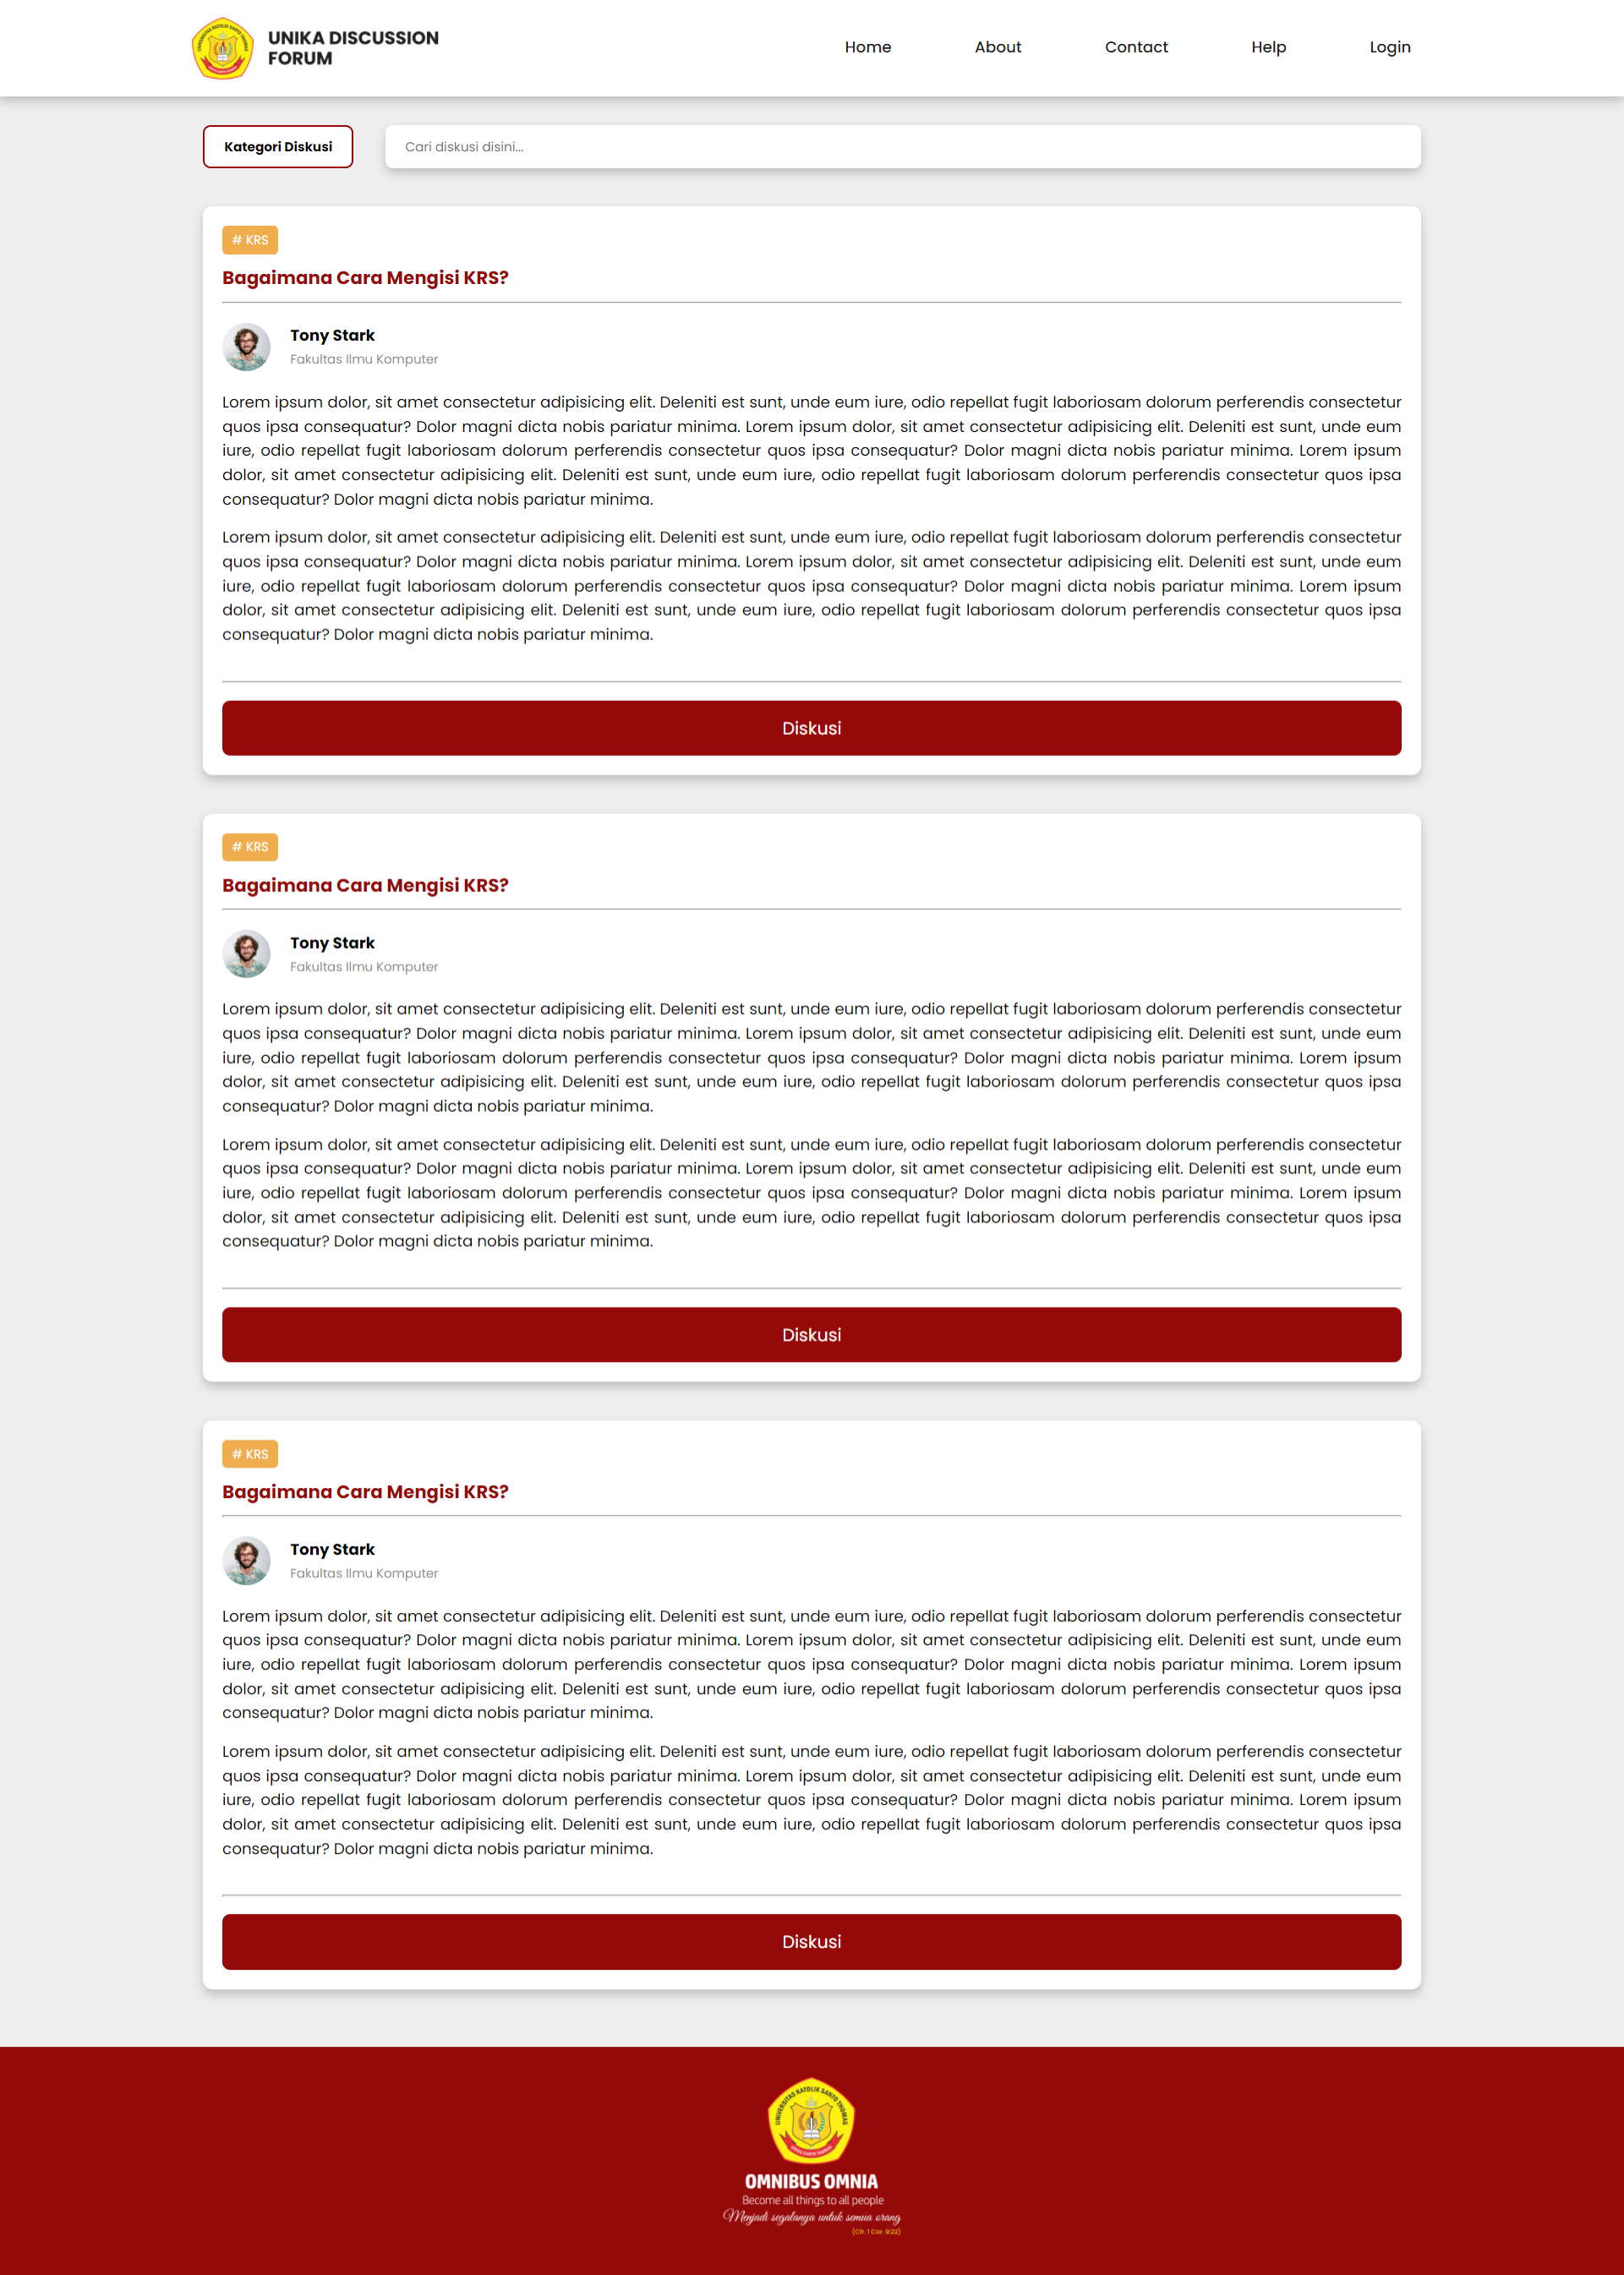 UNIVERSITAS KATOLIK SANTO THOMAS
UNIKA DISCUSSION
FORUM
Home
About
Contact
Help
Login
Kategori Diskusi
Cari diskusi disini...
# KRS
Bagaimana Cara Mengisi KRS?
Tony Stark
Fakultas Ilmu Komputer
Lorem ipsum dolor, sit amet consectetur adipisicing elit. Deleniti est sunt, unde eum iure, odio repellat fugit laboriosam dolorum perferendis consectetur
quos ipsa consequatur? Dolor magni dicta nobis pariatur minima. Lorem ipsum dolor, sit amet consectetur adipisicing elit. Deleniti est sunt, unde eum
iure, odio repellat fugit laboriosam dolorum perferendis consectetur quos ipsa consequatur? Dolor magni dicta nobis pariatur minima. Lorem ipsum
dolor, sit amet consectetur adipisicing elit. Deleniti est sunt, unde eum iure, odio repellat fugit laboriosam dolorum perferendis consectetur quos ipsa
consequatur? Dolor magni dicta nobis pariatur minima.
Lorem ipsum dolor, sit amet consectetur adipisicing elit. Deleniti est sunt, unde eum iure, odio repellat fugit laboriosam dolorum perferendis consectetur
quos ipsa consequatur? Dolor magni dicta nobis pariatur minima. Lorem ipsum dolor, sit amet consectetur adipisicing elit. Deleniti est sunt, unde eum
iure, odio repellat fugit laboriosam dolorum perferendis consectetur quos ipsa consequatur? Dolor magni dicta nobis pariatur minima. Lorem ipsum
dolor, sit amet consectetur adipisicing elit. Deleniti est sunt, unde eum iure, odio repellat fugit laboriosam dolorum perferendis consectetur quos ipsa
consequatur? Dolor magni dicta nobis pariatur minima.
Diskusi
# KRS
Bagaimana Cara Mengisi KRS?
Tony Stark
Fakultas Ilmu Komputer
Lorem ipsum dolor, sit amet consectetur adipisicing elit. Deleniti est sunt, unde eum iure, odio repellat fugit laboriosam dolorum perferendis consectetur
quos ipsa consequatur? Dolor magni dicta nobis pariatur minima. Lorem ipsum dolor, sit amet consectetur adipisicing elit. Deleniti est sunt, unde eum
iure, odio repellat fugit laboriosam dolorum perferendis consectetur quos ipsa consequatur? Dolor magni dicta nobis pariatur minima. Lorem ipsum
dolor, sit amet consectetur adipisicing elit. Deleniti est sunt, unde eum iure, odio repellat fugit laboriosam dolorum perferendis consectetur quos ipsa
consequatur? Dolor magni dicta nobis pariatur minima.
Lorem ipsum dolor, sit amet consectetur adipisicing elit. Deleniti est sunt, unde eum iure, odio repellat fugit laboriosam dolorum perferendis consectetur
quos ipsa consequatur? Dolor magni dicta nobis pariatur minima. Lorem ipsum dolor, sit amet consectetur adipisicing elit. Deleniti est sunt, unde eum
iure, odio repellat fugit laboriosam dolorum perferendis consectetur quos ipsa consequatur? Dolor magni dicta nobis pariatur minima. Lorem ipsum
dolor, sit amet consectetur adipisicing elit. Deleniti est sunt, unde eum iure, odio repellat fugit laboriosam dolorum perferendis consectetur quos ipsa
consequatur? Dolor magni dicta nobis pariatur minima.
Diskusi
# KRS
Bagaimana Cara Mengisi KRS?
Tony Stark
Fakultas Ilmu Komputer
Lorem ipsum dolor, sit amet consectetur adipisicing elit. Deleniti est sunt, unde eum iure, odio repellat fugit laboriosam dolorum perferendis consectetur
quos ipsa consequatur? Dolor magni dicta nobis pariatur minima. Lorem ipsum dolor, sit amet consectetur adipisicing elit. Deleniti est sunt, unde eum
iure, odio repellat fugit laboriosam dolorum perferendis consectetur quos ipsa consequatur? Dolor magni dicta nobis pariatur minima. Lorem ipsum
dolor, sit amet consectetur adipisicing elit. Deleniti est sunt, unde eum iure, odio repellat fugit laboriosam dolorum perferendis consectetur quos ipsa
consequatur? Dolor magni dicta nobis pariatur minima.
Lorem ipsum dolor, sit amet consectetur adipisicing elit. Deleniti est sunt, unde eum iure, odio repellat fugit laboriosam dolorum perferendis consectetur
quos ipsa consequatur? Dolor magni dicta nobis pariatur minima. Lorem ipsum dolor, sit amet consectetur adipisicing elit. Deleniti est sunt, unde eum
iure, odio repellat fugit laboriosam dolorum perferendis consectetur quos ipsa consequatur? Dolor magni dicta nobis pariatur minima. Lorem ipsum
dolor, sit amet consectetur adipisicing elit. Deleniti est sunt, unde eum iure, odio repellat fugit laboriosam dolorum perferendis consectetur quos ipsa
consequatur? Dolor magni dicta nobis pariatur minima.
Diskusi
UNIVERSITAS KATOLIK SANTO THOMAS
OMNIBUS OMNIA
Become all things to all people
Menjadi segalanya untuk semua orang
(Cfr. 1 Cor. 9:22)